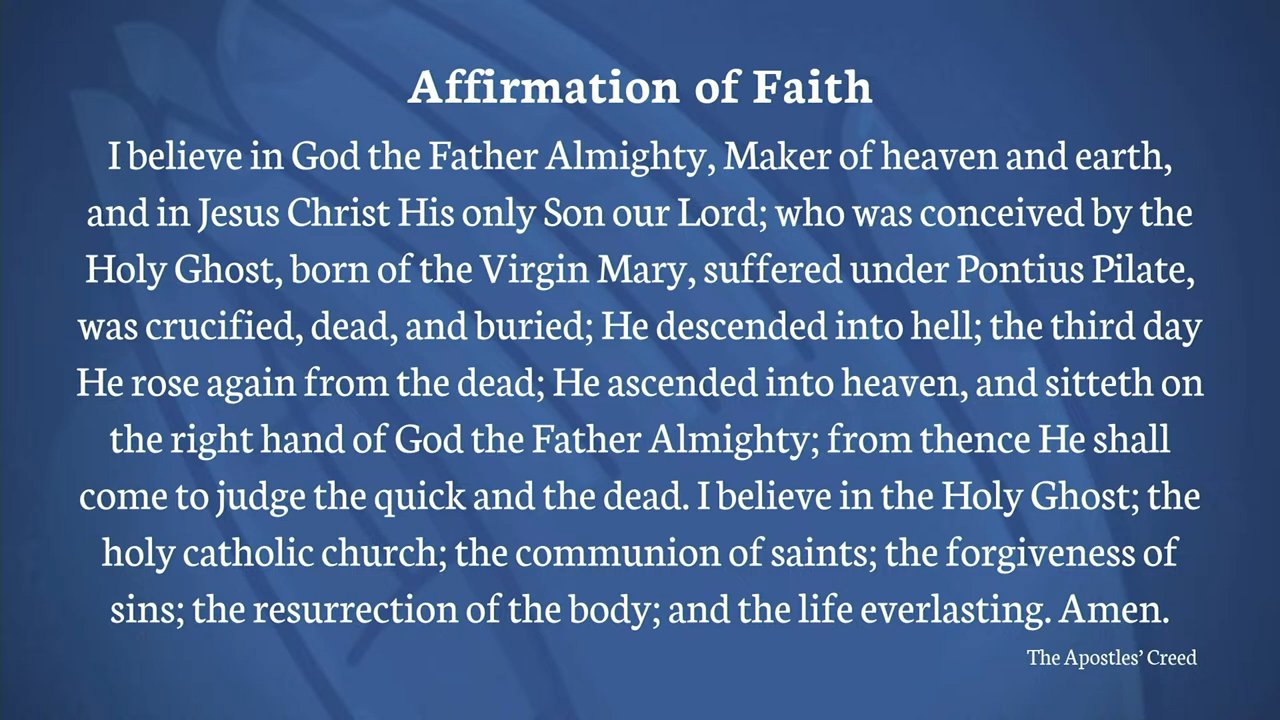 Affirmation of Faith
I believe in God the Father Almighty, Maker of heaven and earth,
and in Jesus Christ His only Son our Lord; who was conceived by the
Holy Ghost, born of the Virgin Mary, suffered under Pontius Pilate,
was crucified, dead, and buried; He descended into hell; the third day
He rose again from the dead; He ascended into heaven, and sitteth on
the right hand of God the Father Almighty; from thence He shall
come to judge the quick and the dead. I believe in the Holy Ghost; the
holy catholic church; the communion of saints; the forgiveness of
sins; the resurrection of the body; and the life everlasting. Amen.
The Apostles’ Creed